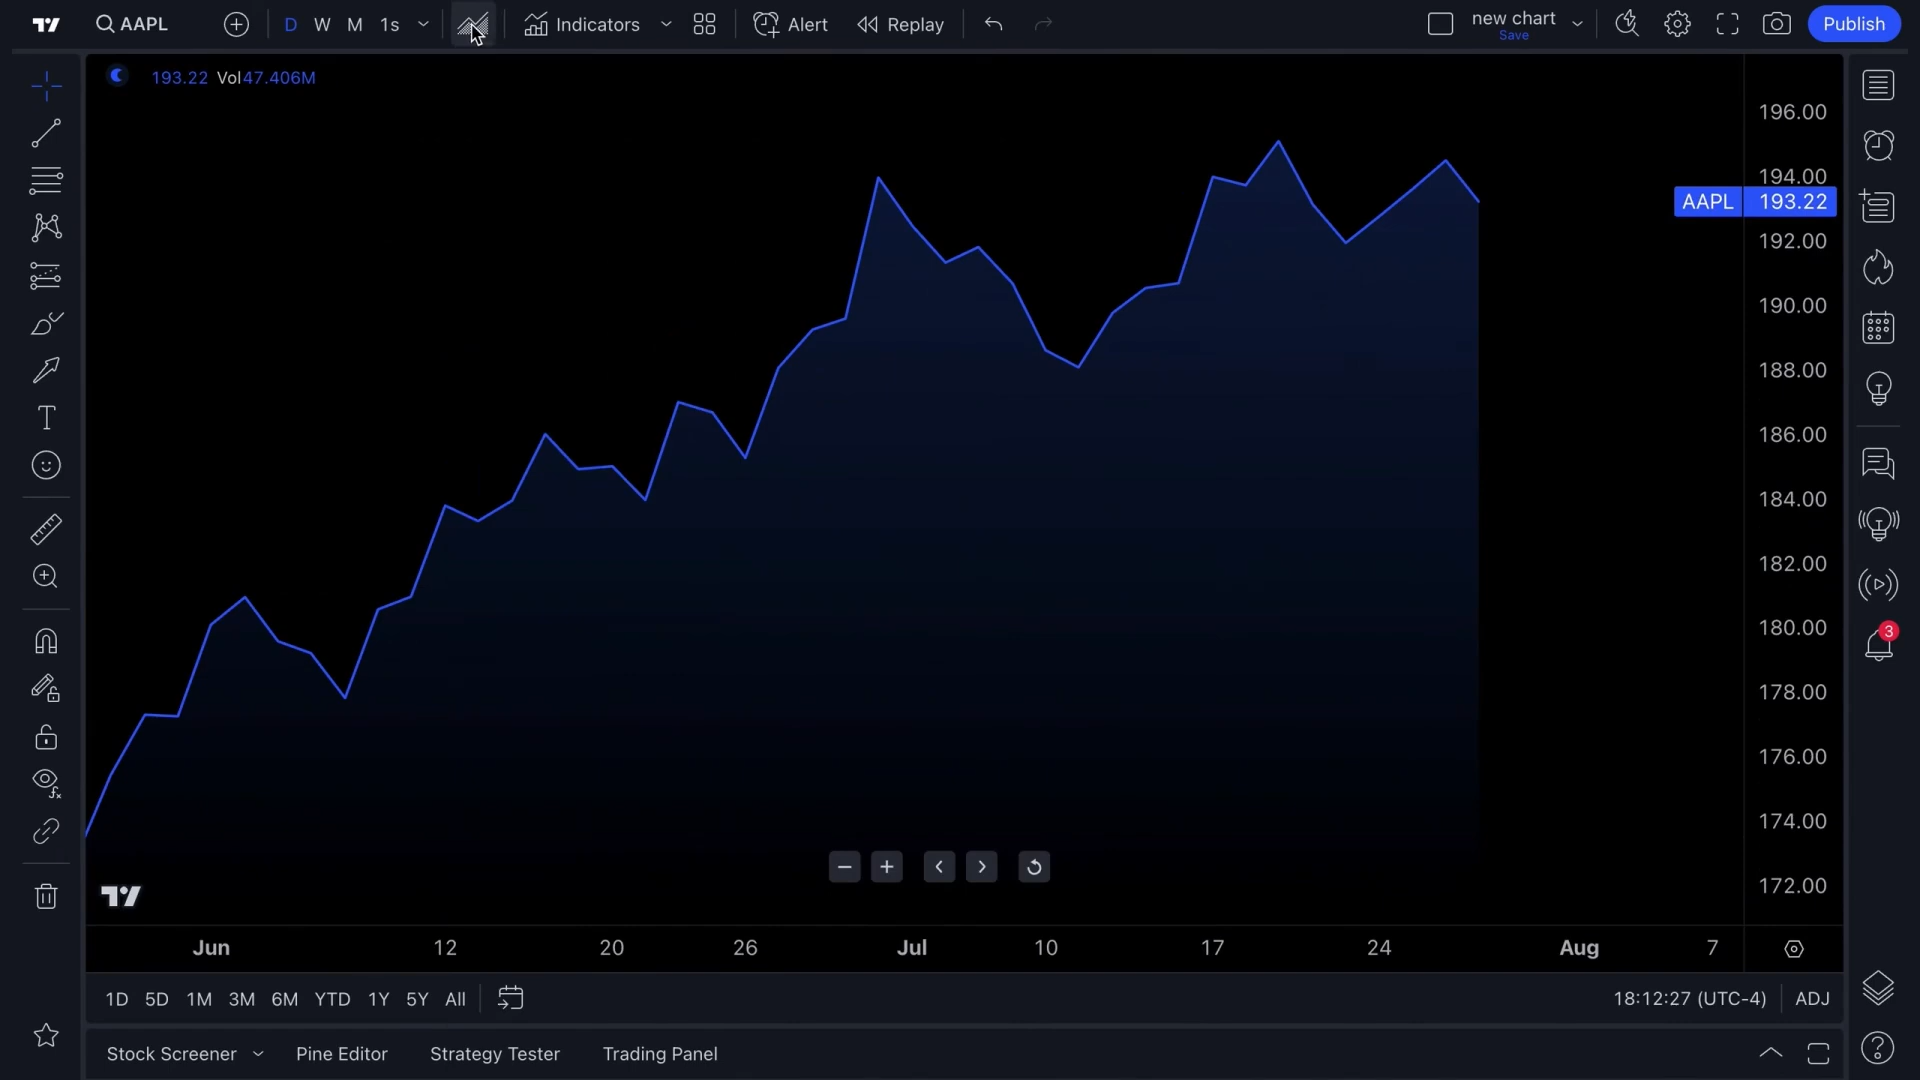 AAPL D W M 1s Indicators Alert Replay new chart Save Publish
193.22 Vol47.406M
196.00
194.00
AAPL 193.22
192.00
190.00
188.00
186.00
184.00
182.00
180.00
3
178.00
176.00
174.00
172.00
Jun 12 20 26 Jul 10 17 24 Aug 7
1D 5D 1M 3M 6M YTD 1Y 5Y All 18:12:27 (UTC-4) ADJ
Stock Screener Pine Editor Strategy Tester Trading Panel